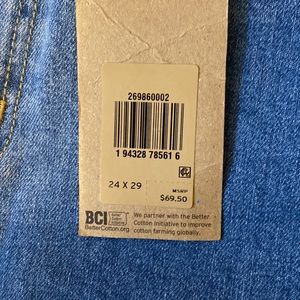 269860002
1 94328 78561 6
24 X 29
MSRP
$69.50
BCI
BetterCotton.org
We partner with the Better
Cotton Initiative to improve
cotton farming globally.